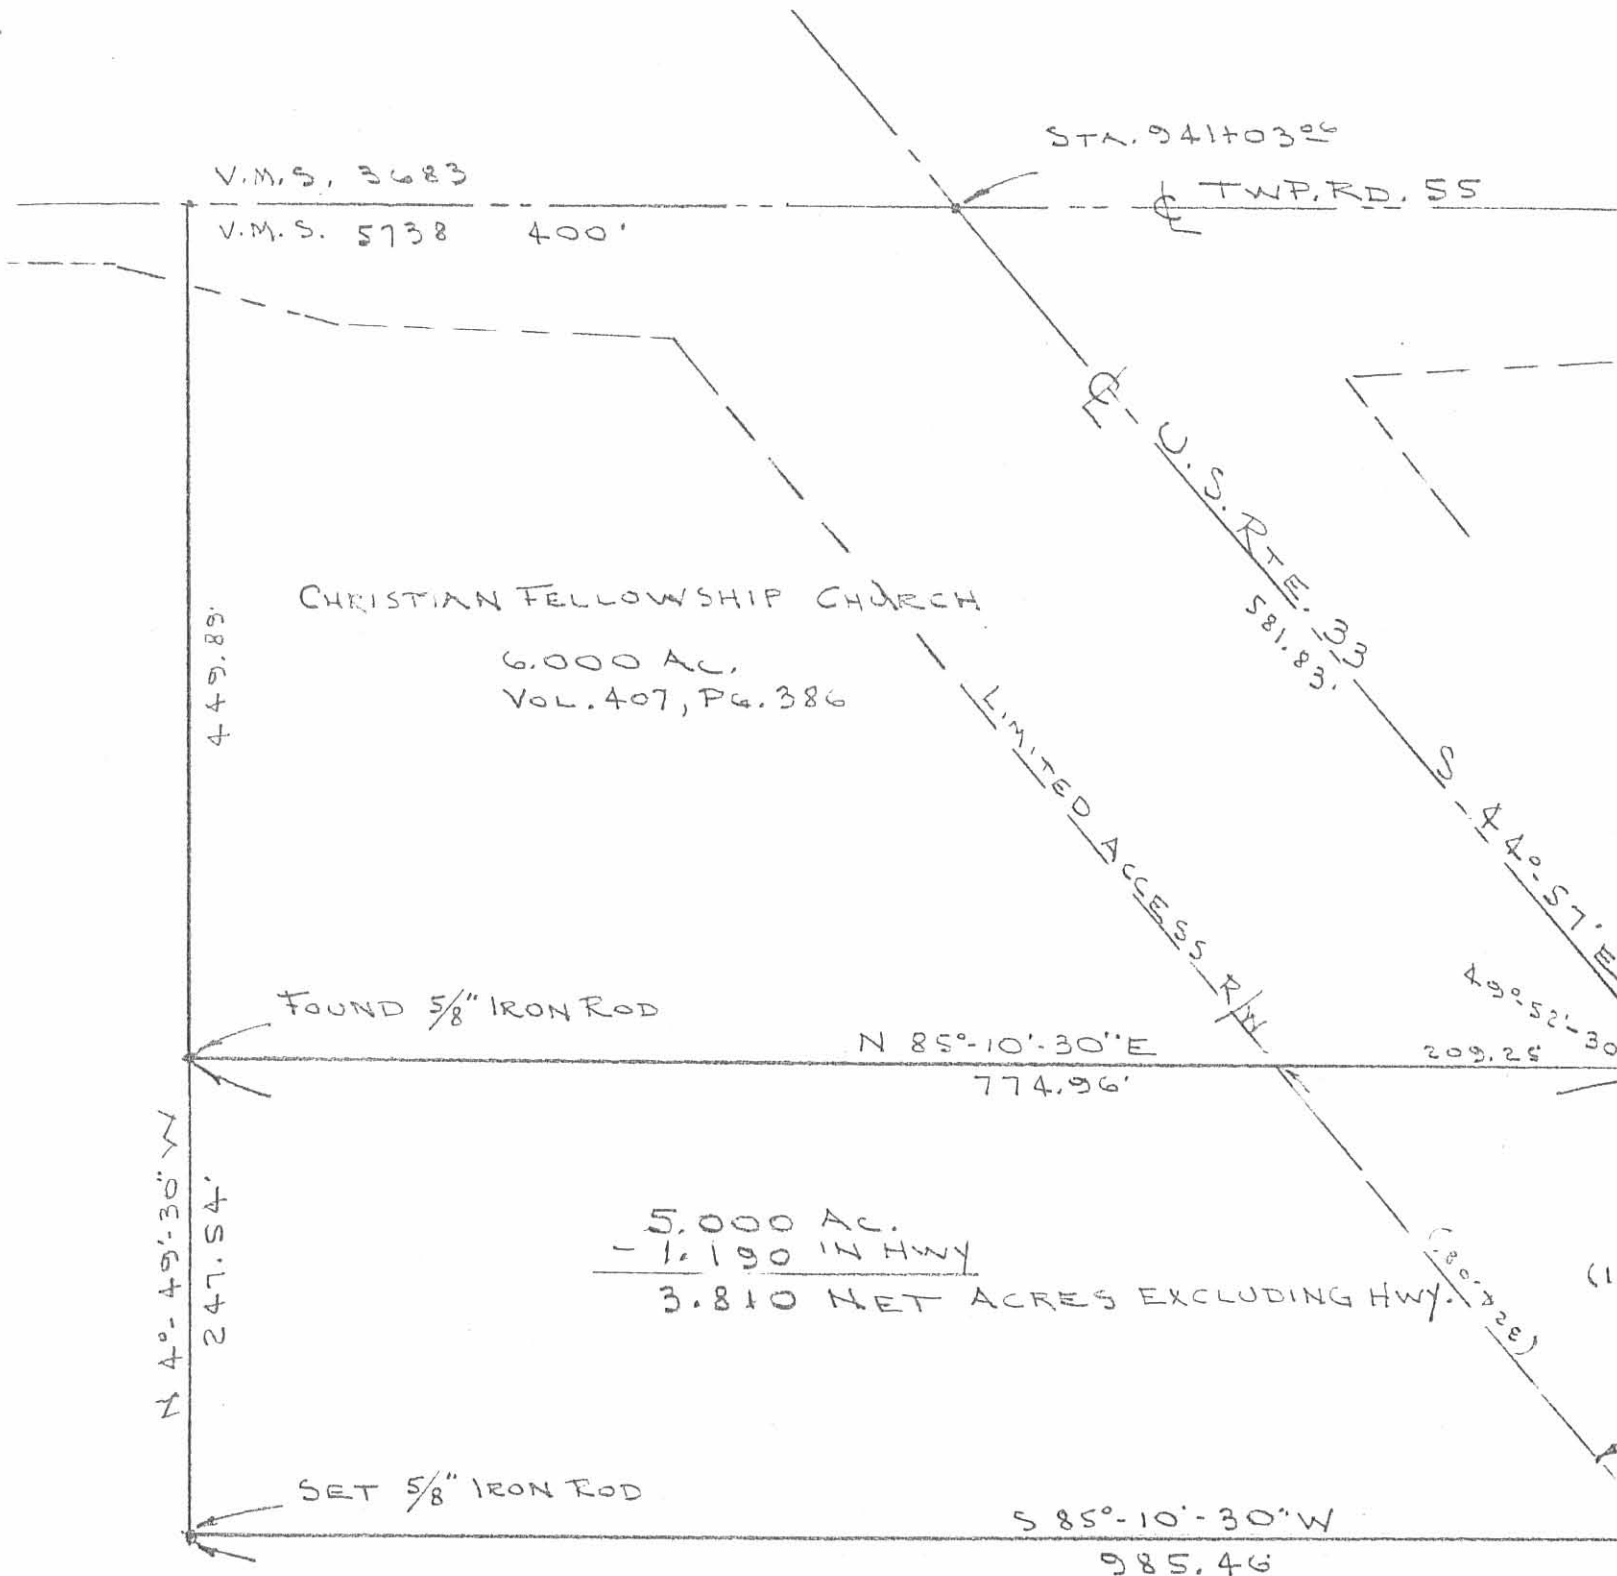 STA. 941+03.06
V.M.S. 3683
℄ TWP. RD. 55
V.M.S. 5738 400'
℄ U.S. RTE. 33
581.83'
S 44°-57' E
449.89'
CHRISTIAN FELLOWSHIP CHURCH
6.000 AC.
VOL. 407, PG. 386
LIMITED ACCESS R/W
49°-52'-30
FOUND 5/8" IRON ROD
N 85°-10'-30" E
774.96'
209.25
N 4°-49'-30" W
247.54'
5.000 AC.
- 1.190 IN HWY
3.810 NET ACRES EXCLUDING HWY.
SET 5/8" IRON ROD
S 85°-10'-30" W
985.46